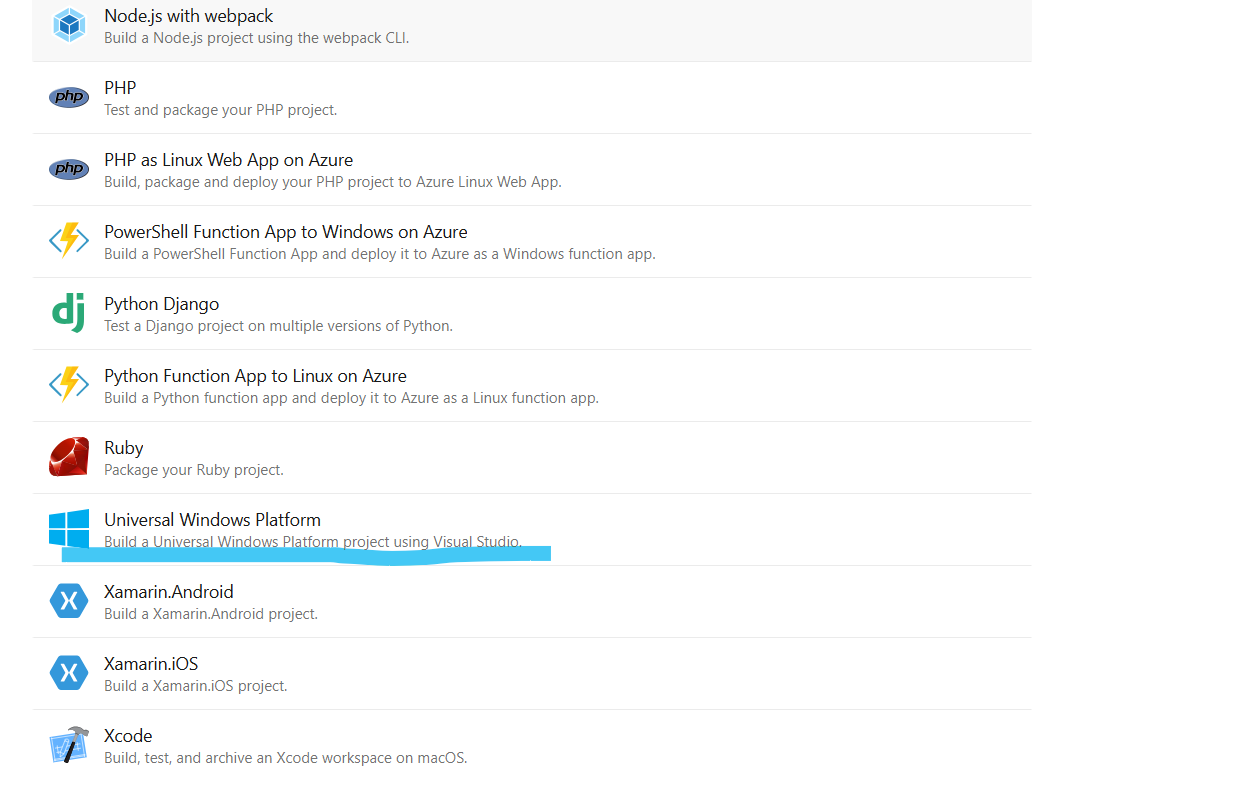 Node.js with webpack
Build a Node.js project using the webpack CLI.
php
PHP
Test and package your PHP project.
php
PHP as Linux Web App on Azure
Build, package and deploy your PHP project to Azure Linux Web App.
PowerShell Function App to Windows on Azure
Build a PowerShell Function App and deploy it to Azure as a Windows function app.
dj
Python Django
Test a Django project on multiple versions of Python.
Python Function App to Linux on Azure
Build a Python function app and deploy it to Azure as a Linux function app.
Ruby
Package your Ruby project.
Universal Windows Platform
Build a Universal Windows Platform project using Visual Studio.
X
Xamarin.Android
Build a Xamarin.Android project.
X
Xamarin.iOS
Build a Xamarin.iOS project.
Xcode
Build, test, and archive an Xcode workspace on macOS.